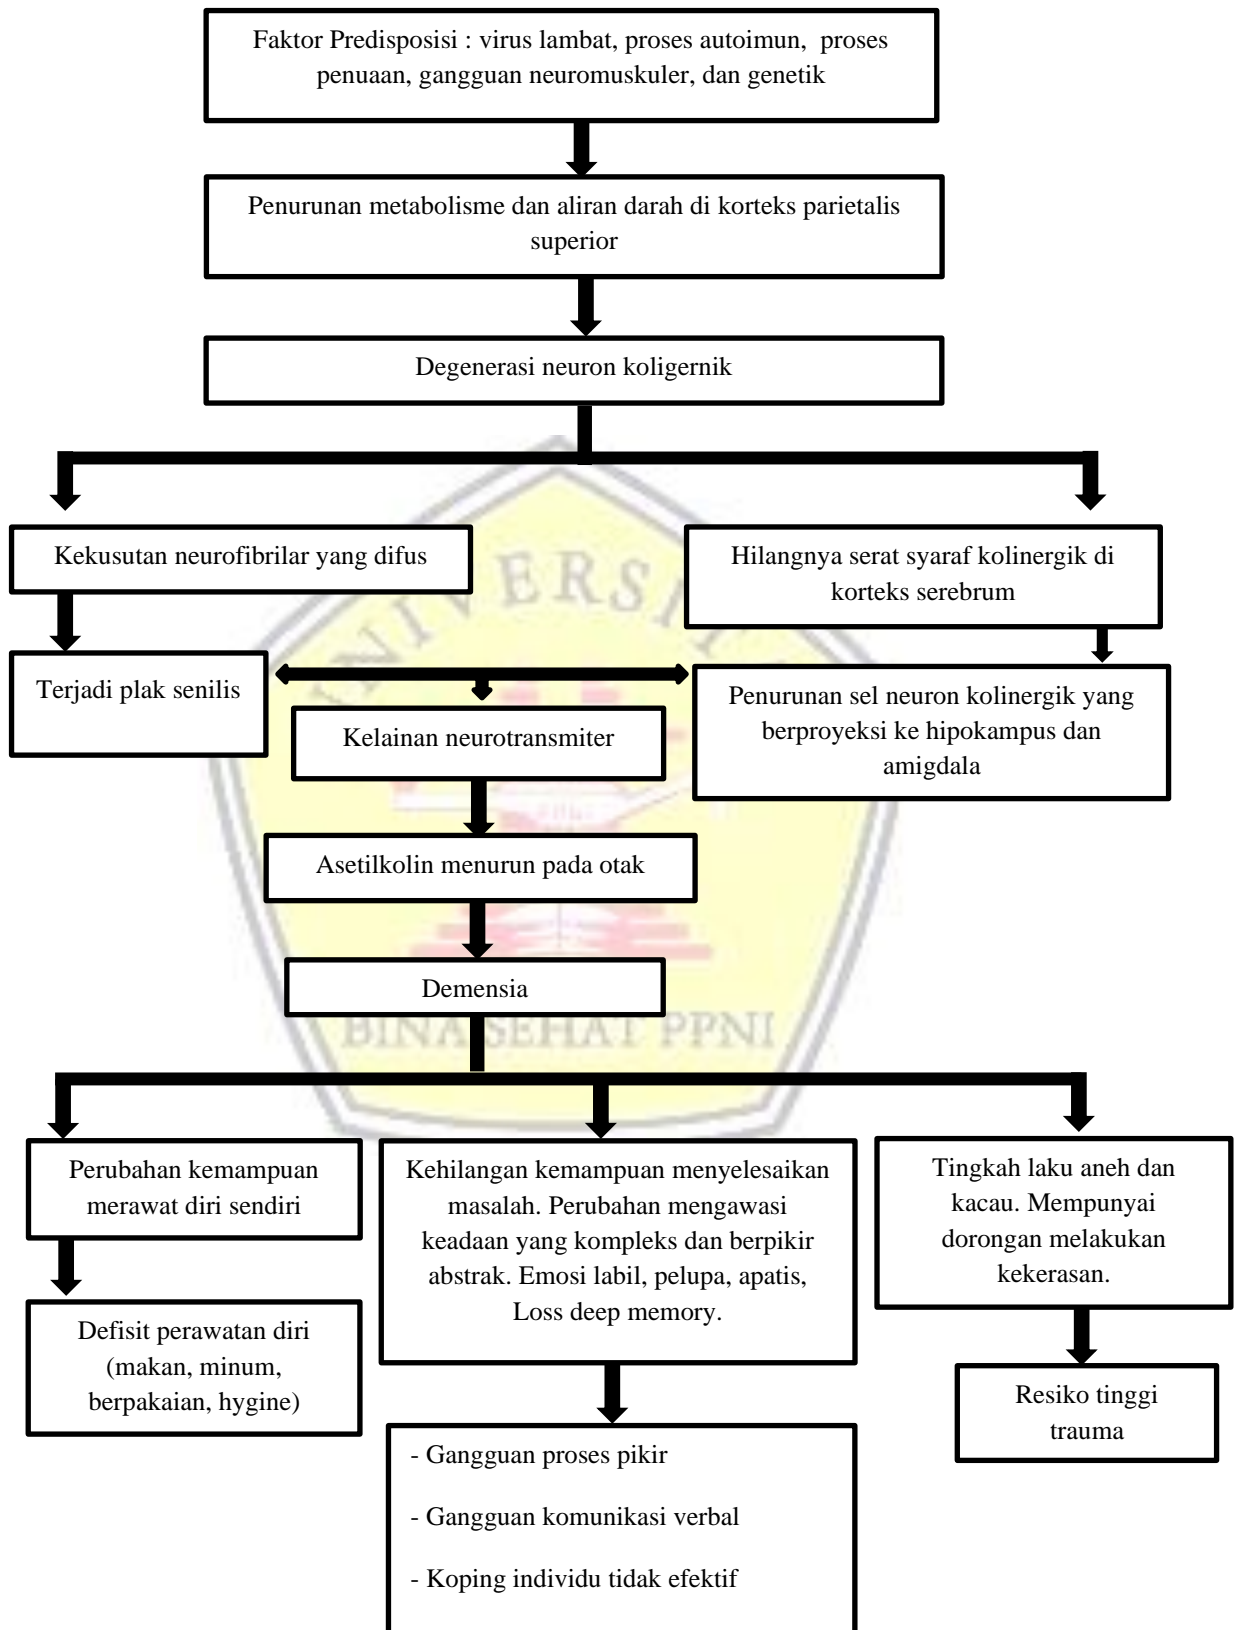 Faktor Predisposisi : virus lambat, proses autoimun, proses
penuaan, gangguan neuromuskuler, dan genetik
Penurunan metabolisme dan aliran darah di korteks parietalis
superior
Degenerasi neuron koligernik
Kekusutan neurofibrilar yang difus
Hilangnya serat syaraf kolinergik di
korteks serebrum
Terjadi plak senilis
Penurunan sel neuron kolinergik yang
berproyeksi ke hipokampus dan
amigdala
Kelainan neurotransmiter
Asetilkolin menurun pada otak
Demensia
BINA SEHAT PPNI
Perubahan kemampuan
merawat diri sendiri
Kehilangan kemampuan menyelesaikan
masalah. Perubahan mengawasi
keadaan yang kompleks dan berpikir
abstrak. Emosi labil, pelupa, apatis,
Loss deep memory.
Tingkah laku aneh dan
kacau. Mempunyai
dorongan melakukan
kekerasan.
Defisit perawatan diri
(makan, minum,
berpakaian, hygine)
Resiko tinggi
trauma
- Gangguan proses pikir
- Gangguan komunikasi verbal
- Koping individu tidak efektif